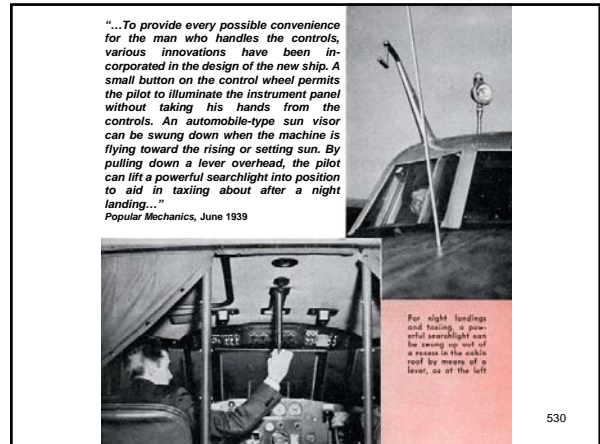 “…To provide every possible convenience
for the man who handles the controls,
various innovations have been in-
corporated in the design of the new ship. A
small button on the control wheel permits
the pilot to illuminate the instrument panel
without taking his hands from the
controls. An automobile-type sun visor
can be swung down when the machine is
flying toward the rising or setting sun. By
pulling down a lever overhead, the pilot
can lift a powerful searchlight into position
to aid in taxiing about after a night
landing…”
Popular Mechanics, June 1939
For night landings
and taxiing, a pow-
erful searchlight can
be swung up out of
a recess in the cabin
roof by means of a
lever, as at the left
530